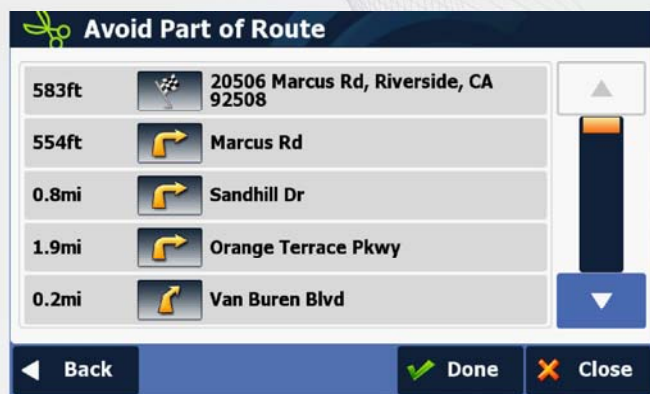 Avoid Part of Route
583ft 20506 Marcus Rd, Riverside, CA
92508
554ft Marcus Rd
0.8mi Sandhill Dr
1.9mi Orange Terrace Pkwy
0.2mi Van Buren Blvd
Back Done Close